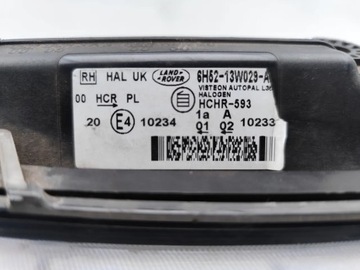 RH HAL UK LAND ROVER 6H52-13W029-A
VISTEON AUTOPAL L36
HALOGEN
00 HCR PL HCHR-593
1a A
20 E4 10234 01 02 10233